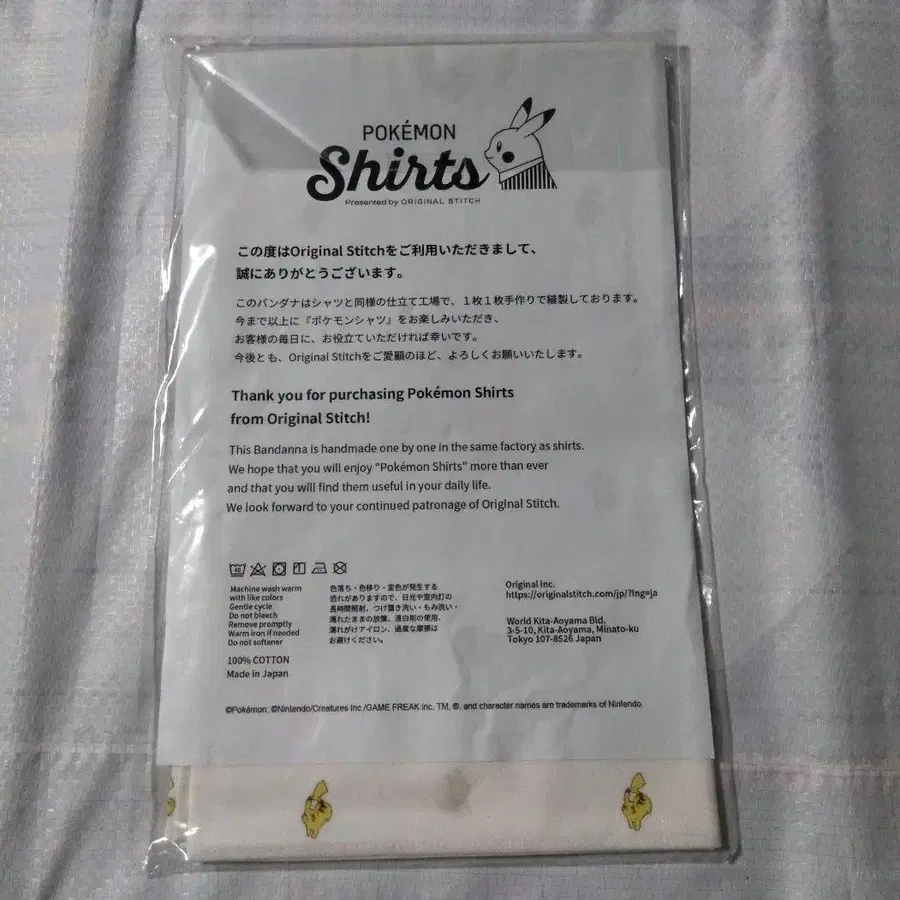 POKÉMON
Shirts
Presented by ORIGINAL STITCH
この度はOriginal Stitchをご利用いただきまして、
誠にありがとうございます。
このバンダナはシャツと同様の仕立て工場で、1枚1枚手作りで縫製しております。
今まで以上に『ポケモンシャツ』をお楽しみいただき、
お客様の毎日に、お役立ていただければ幸いです。
今後とも、Original Stitchをご愛顧のほど、よろしくお願いいたします。
Thank you for purchasing Pokémon Shirts
from Original Stitch!
This Bandanna is handmade one by one in the same factory as shirts.
We hope that you will enjoy "Pokémon Shirts" more than ever
and that you will find them useful in your daily life.
We look forward to your continued patronage of Original Stitch.
Machine wash warm
with like colors
Gentle cycle
Do not bleach
Remove promptly
Warm iron if needed
Do not softener
100% COTTON
Made in Japan
色落ち・色移り・変色が発生する
恐れがありますので、日光や室内灯の
長時間照射、つけ置き洗い・もみ洗い・
濡れたままの放置、漂白剤の使用、
濡れがけアイロン、過度な摩擦は
お避けください。
Original Inc.
https://originalstitch.com/jp/?lng=ja
World Kita-Aoyama Bld.
3-5-10, Kita-Aoyama, Minato-ku
Tokyo 107-8526 Japan
©Pokémon. ©Nintendo/Creatures Inc./GAME FREAK inc. TM, ®, and character names are trademarks of Nintendo.